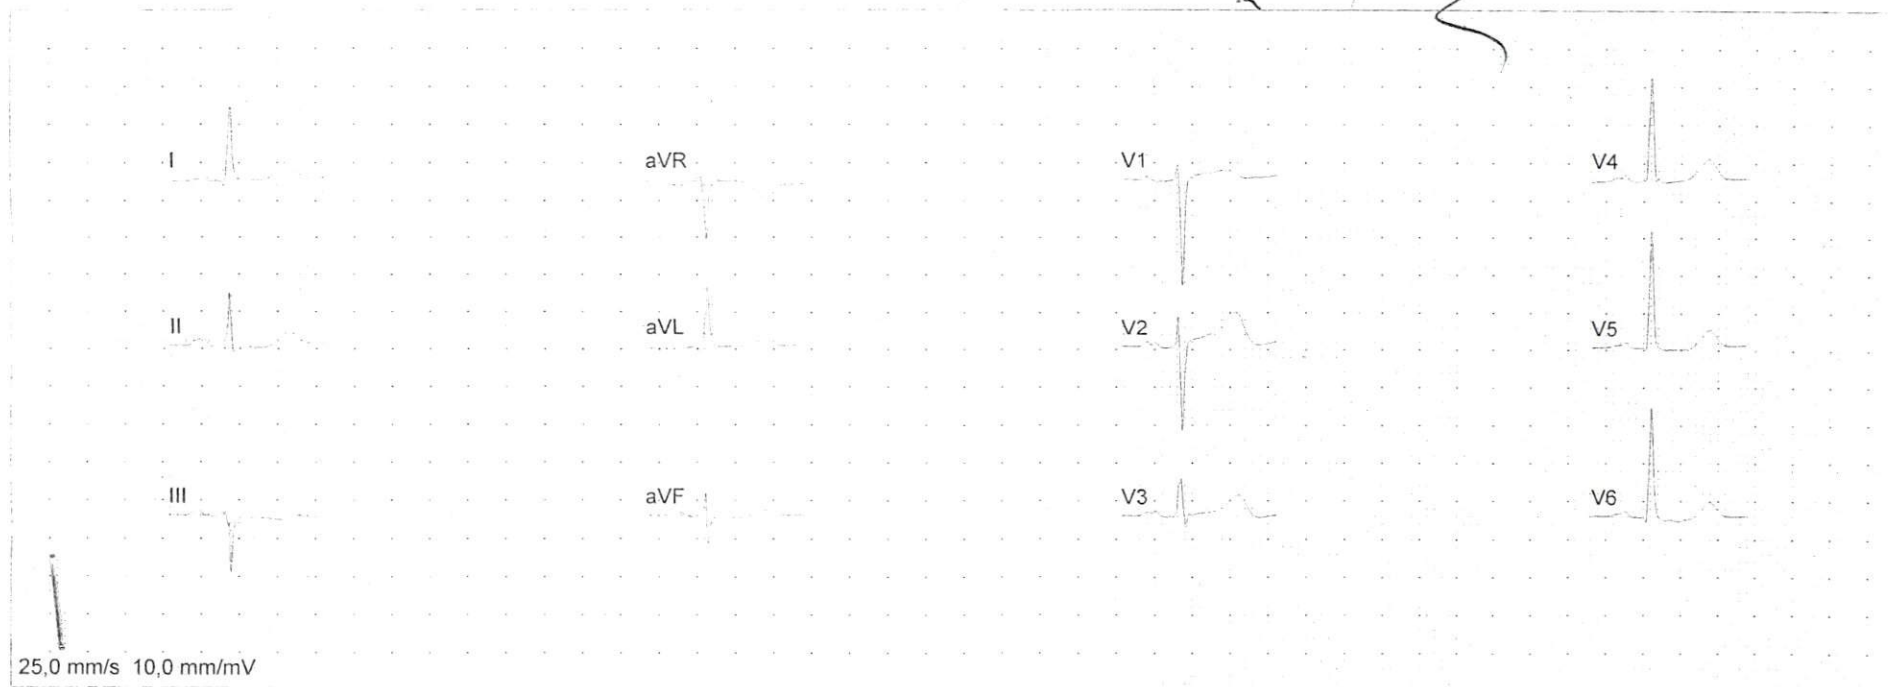 I aVR V1 V4
II aVL V2 V5
III aVF V3 V6
25,0 mm/s 10,0 mm/mV